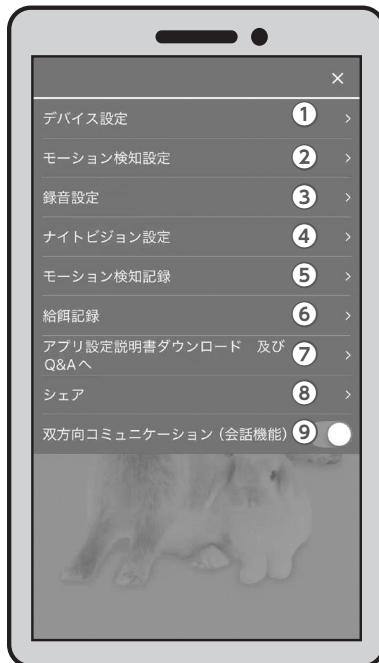 ×
デバイス設定 ① >
モーション検知設定 ② >
録音設定 ③ >
ナイトビジョン設定 ④ >
モーション検知記録 ⑤ >
給餌記録 ⑥ >
アプリ設定説明書ダウンロード　及び
Q&Aへ ⑦ >
シェア ⑧ >
双方向コミュニケーション（会話機能） ⑨